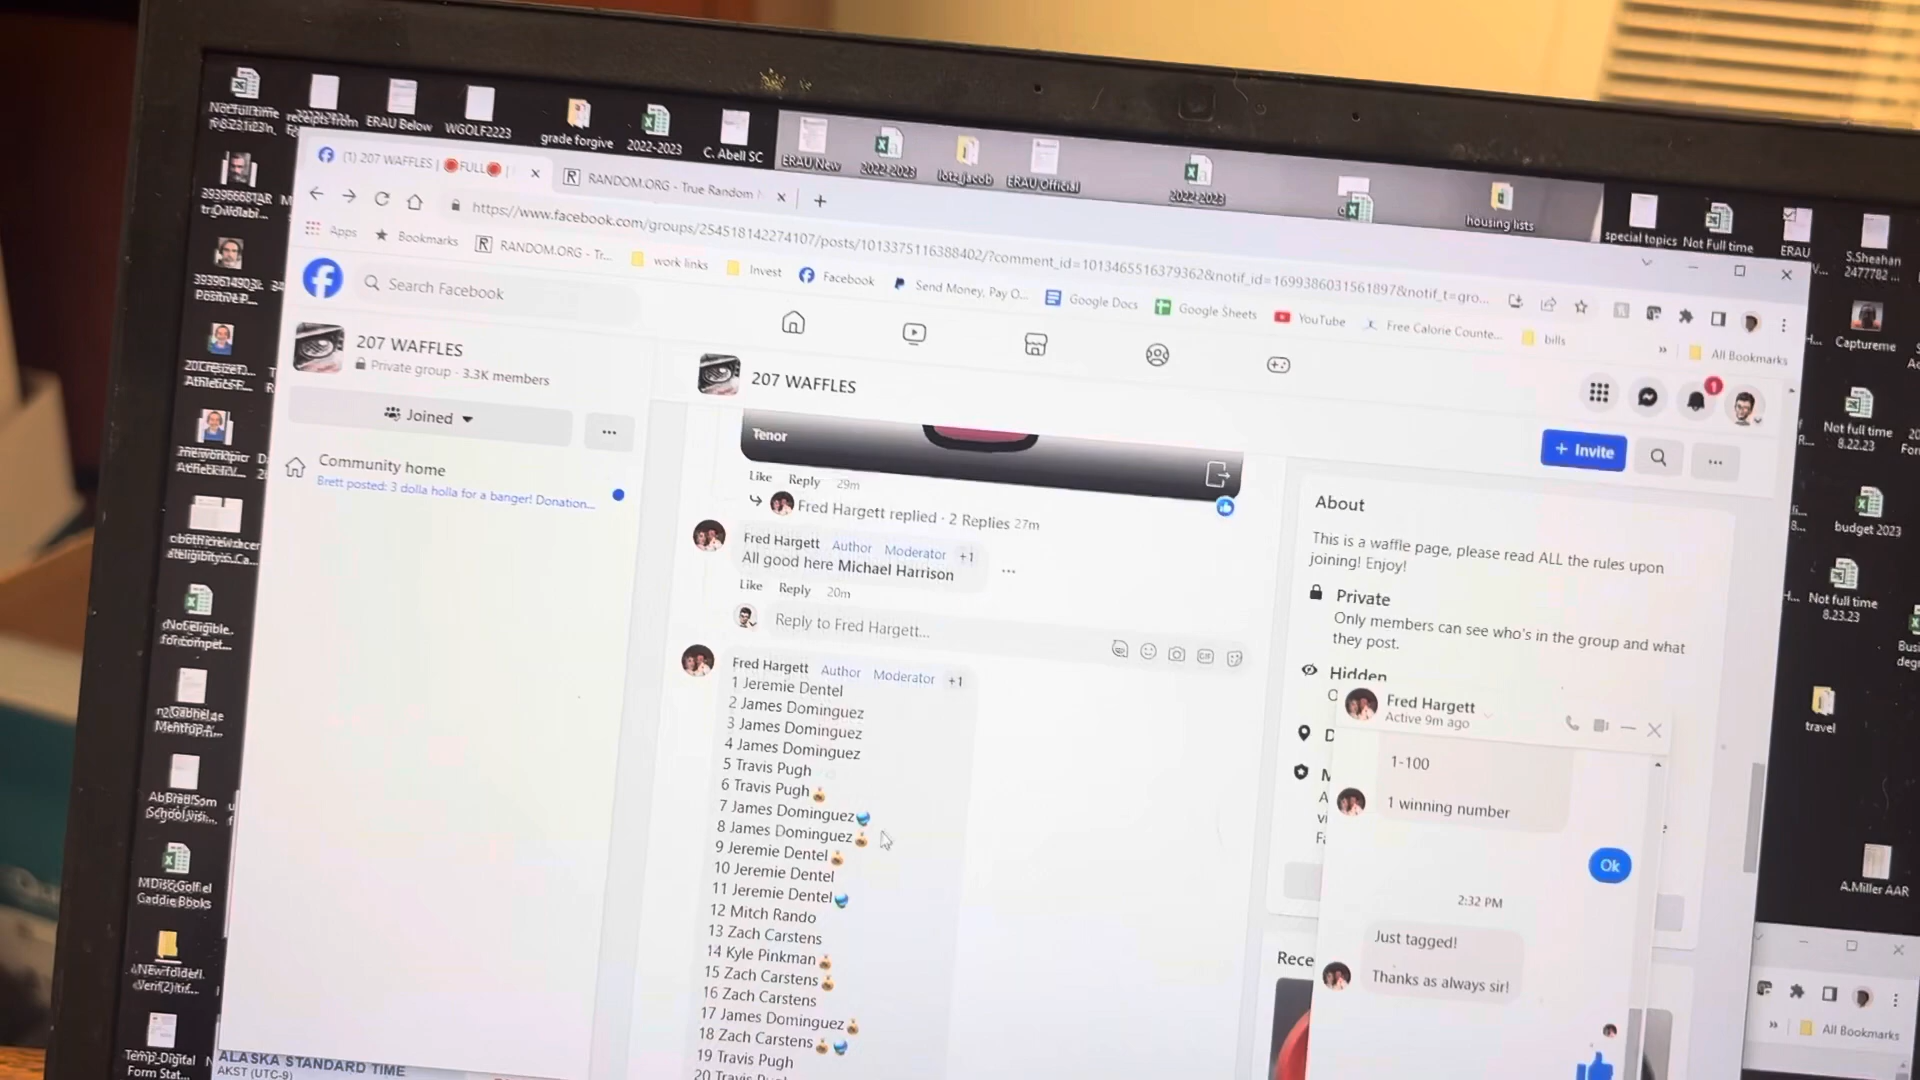 receipts from
ERAU Below
WGOLF2223
grade forgive
2022-2023
C. Abell SC
ERAU New
2022-2023
lotz,jacob
ERAU Official
2022-2023
housing lists
special topics
Not Full time
ERAU
S.Sheahan
2477782 ...
(1) 207 WAFFLES | 🔴FULL🔴 |
RANDOM.ORG - True Random
https://www.facebook.com/groups/254518142274107/posts/1013375116388402/?comment_id=1013465516379362&notif_id=1699386031561897&notif_t=gro...
Apps
Bookmarks
RANDOM.ORG - Tr...
work links
Invest
Facebook
Send Money, Pay O...
Google Docs
Google Sheets
YouTube
Free Calorie Counte...
bills
All Bookmarks
Search Facebook
207 WAFFLES
Private group · 3.3K members
Joined
Community home
Brett posted: 3 dolla holla for a banger! Donation...
207 WAFFLES
1
+ Invite
Tenor
Like Reply 29m
Fred Hargett replied · 2 Replies 27m
Fred Hargett Author Moderator +1
All good here Michael Harrison
Like Reply 20m
Reply to Fred Hargett...
GIF
Fred Hargett Author Moderator +1
1 Jeremie Dentel
2 James Dominguez
3 James Dominguez
4 James Dominguez
5 Travis Pugh
6 Travis Pugh
7 James Dominguez
8 James Dominguez
9 Jeremie Dentel
10 Jeremie Dentel
11 Jeremie Dentel
12 Mitch Rando
13 Zach Carstens
14 Kyle Pinkman
15 Zach Carstens
16 Zach Carstens
17 James Dominguez
18 Zach Carstens
19 Travis Pugh
About
This is a waffle page, please read ALL the rules upon
joining! Enjoy!
Private
Only members can see who's in the group and what
they post.
Hidden
Fred Hargett
Active 9m ago
1-100
1 winning number
Ok
2:32 PM
Just tagged!
Thanks as always sir!
Rece
Captureme
Not full time
8.22.23
budget 2023
Not full time
8.23.23
travel
A.Miller AAR
All Bookmarks
MDiscGolf.el
Gaddie Books
Temp_Digital
Form Stat...
ALASKA STANDARD TIME
AKST (UTC-9)